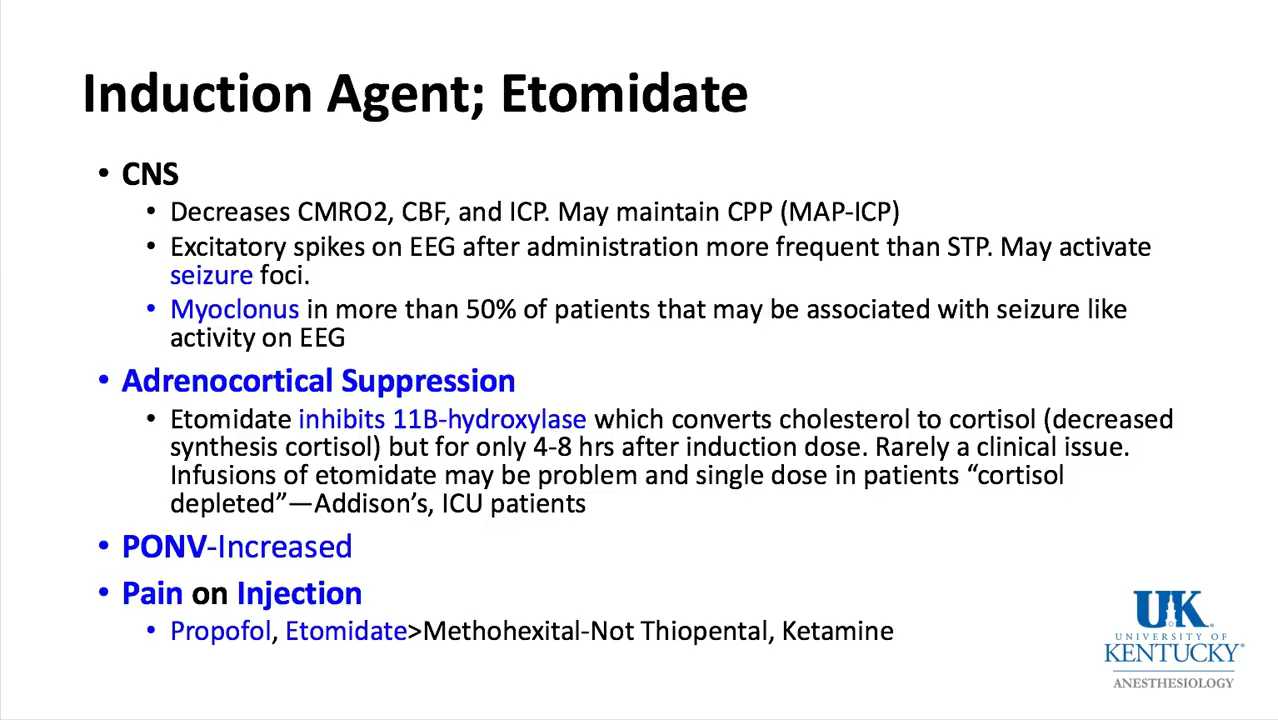 Induction Agent; Etomidate
• CNS
• Decreases CMRO2, CBF, and ICP. May maintain CPP (MAP-ICP)
• Excitatory spikes on EEG after administration more frequent than STP. May activate
seizure foci.
• Myoclonus in more than 50% of patients that may be associated with seizure like
activity on EEG
• Adrenocortical Suppression
• Etomidate inhibits 11B-hydroxylase which converts cholesterol to cortisol (decreased
synthesis cortisol) but for only 4-8 hrs after induction dose. Rarely a clinical issue.
Infusions of etomidate may be problem and single dose in patients “cortisol
depleted”—Addison’s, ICU patients
• PONV-Increased
• Pain on Injection
• Propofol, Etomidate>Methohexital-Not Thiopental, Ketamine
UK
UNIVERSITY OF
KENTUCKY®
ANESTHESIOLOGY